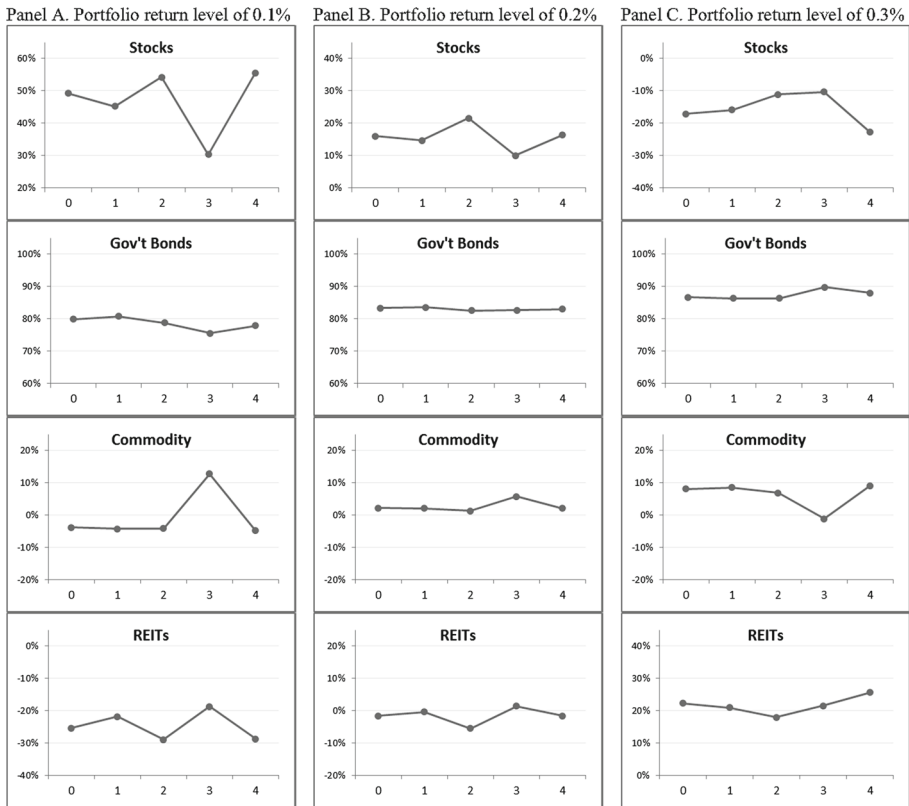 Panel A. Portfolio return level of 0.1%
Panel B. Portfolio return level of 0.2%
Panel C. Portfolio return level of 0.3%
Stocks
60%
50%
40%
30%
20%
0 1 2 3 4
Stocks
40%
30%
20%
10%
0%
0 1 2 3 4
Stocks
0%
-10%
-20%
-30%
-40%
0 1 2 3 4
Gov't Bonds
100%
90%
80%
70%
60%
0 1 2 3 4
Gov't Bonds
100%
90%
80%
70%
60%
0 1 2 3 4
Gov't Bonds
100%
90%
80%
70%
60%
0 1 2 3 4
Commodity
20%
10%
0%
-10%
-20%
0 1 2 3 4
Commodity
20%
10%
0%
-10%
-20%
0 1 2 3 4
Commodity
20%
10%
0%
-10%
-20%
0 1 2 3 4
REITs
0%
-10%
-20%
-30%
-40%
0 1 2 3 4
REITs
20%
10%
0%
-10%
-20%
0 1 2 3 4
REITs
40%
30%
20%
10%
0%
0 1 2 3 4